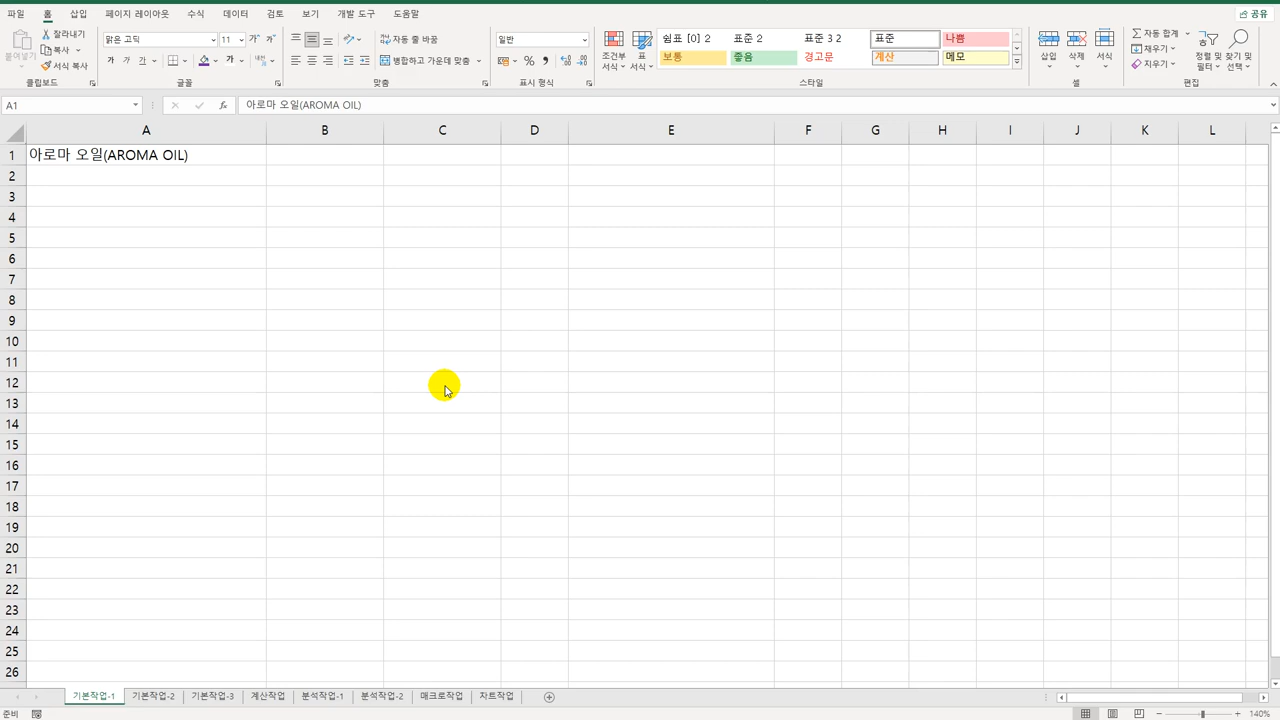 파일 홈 삽입 페이지 레이아웃 수식 데이터 검토 보기 개발 도구 도움말 공유
붙여넣기 잘라내기 복사 서식 복사 클립보드
맑은 고딕 11 가 가 가 가 가 가 가 글꼴
자동 줄 바꿈 병합하고 가운데 맞춤 맞춤
일반 % 표시 형식
조건부 서식 표 서식
쉼표 [0] 2 표준 2 표준 3 2 표준 나쁨
보통 좋음 경고문 계산 메모
스타일
삽입 삭제 서식 셀
자동 합계 채우기 지우기 정렬 및 필터 찾기 및 선택 편집
A1 fx 아로마 오일(AROMA OIL)
A B C D E F G H I J K L
1 아로마 오일(AROMA OIL)
2
3
4
5
6
7
8
9
10
11
12
13
14
15
16
17
18
19
20
21
22
23
24
25
26
기본작업-1 기본작업-2 기본작업-3 계산작업 분석작업-1 분석작업-2 매크로작업 차트작업
준비 140%